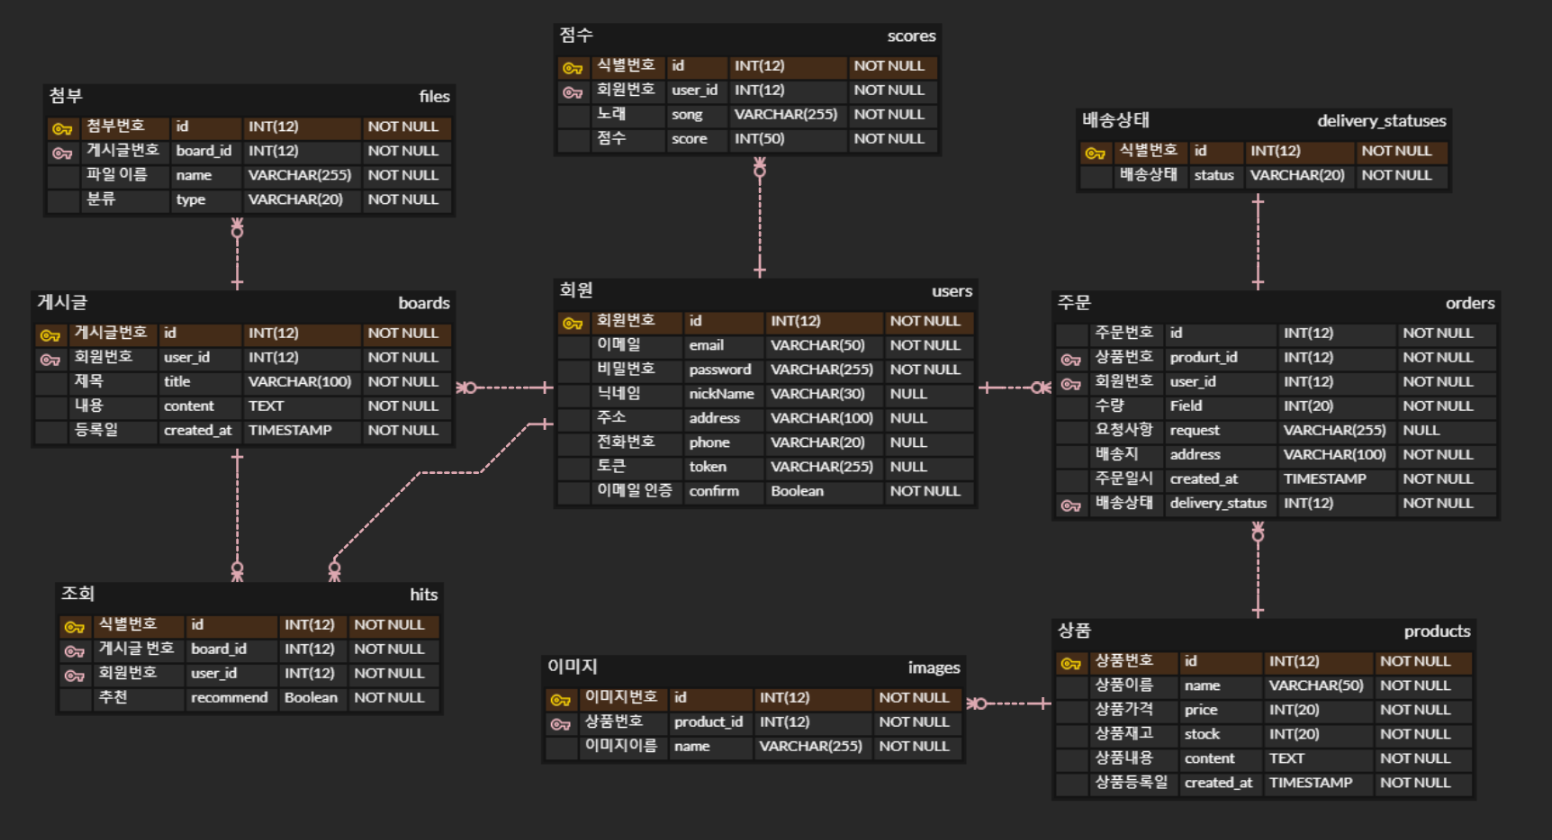 점수 scores
식별번호 id INT(12) NOT NULL
회원번호 user_id INT(12) NOT NULL
노래 song VARCHAR(255) NOT NULL
점수 score INT(50) NOT NULL
첨부 files
첨부번호 id INT(12) NOT NULL
게시글번호 board_id INT(12) NOT NULL
파일 이름 name VARCHAR(255) NOT NULL
분류 type VARCHAR(20) NOT NULL
배송상태 delivery_statuses
식별번호 id INT(12) NOT NULL
배송상태 status VARCHAR(20) NOT NULL
게시글 boards
게시글번호 id INT(12) NOT NULL
회원번호 user_id INT(12) NOT NULL
제목 title VARCHAR(100) NOT NULL
내용 content TEXT NOT NULL
등록일 created_at TIMESTAMP NOT NULL
회원 users
회원번호 id INT(12) NOT NULL
이메일 email VARCHAR(50) NOT NULL
비밀번호 password VARCHAR(255) NOT NULL
닉네임 nickName VARCHAR(30) NULL
주소 address VARCHAR(100) NULL
전화번호 phone VARCHAR(20) NULL
토큰 token VARCHAR(255) NULL
이메일 인증 confirm Boolean NOT NULL
주문 orders
주문번호 id INT(12) NOT NULL
상품번호 produrt_id INT(12) NOT NULL
회원번호 user_id INT(12) NOT NULL
수량 Field INT(20) NOT NULL
요청사항 request VARCHAR(255) NULL
배송지 address VARCHAR(100) NOT NULL
주문일시 created_at TIMESTAMP NOT NULL
배송상태 delivery_status INT(12) NOT NULL
조회 hits
식별번호 id INT(12) NOT NULL
게시글 번호 board_id INT(12) NOT NULL
회원번호 user_id INT(12) NOT NULL
추천 recommend Boolean NOT NULL
이미지 images
이미지번호 id INT(12) NOT NULL
상품번호 product_id INT(12) NOT NULL
이미지이름 name VARCHAR(255) NOT NULL
상품 products
상품번호 id INT(12) NOT NULL
상품이름 name VARCHAR(50) NOT NULL
상품가격 price INT(20) NOT NULL
상품재고 stock INT(20) NOT NULL
상품내용 content TEXT NOT NULL
상품등록일 created_at TIMESTAMP NOT NULL